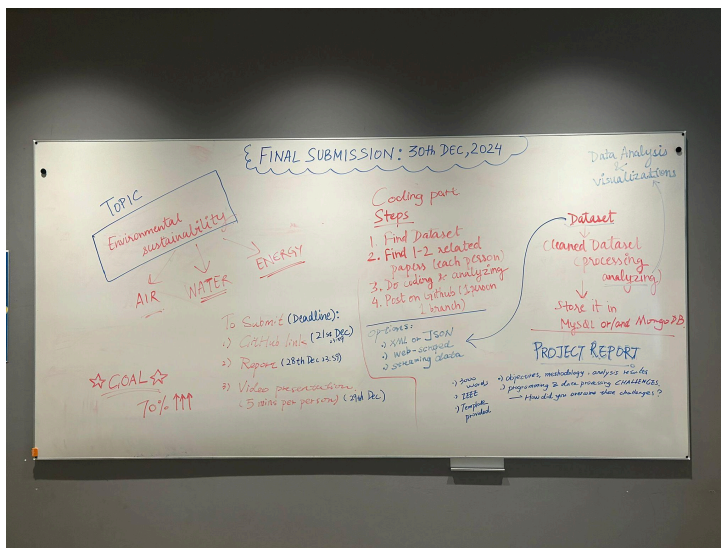 FINAL SUBMISSION: 30th DEC, 2024
TOPIC
Environmental
sustainability
AIR
WATER
ENERGY
☆ GOAL ☆
70% ↑↑↑
To Submit (Deadline):
1) GitHub link (21st Dec)
2) Report (28th Dec 23:59)
3) Video presentation
(5 mins per person) (29th Dec)
Coding part
Steps
1. Find Dataset
2. Find 1-2 related
papers (each person)
3. Do coding & analyzing
4. Post on GitHub (1 person
1 branch)
options:
XML or JSON
web-scraped
streaming data
Data Analysis
&
visualizations
Dataset
Cleaned Dataset
(processing
analyzing)
Store it in
MySQL or/and MongoDB
PROJECT REPORT
words
IEEE
Template
provided
objectives, methodology, analysis results
programming & data processing CHALLENGES
→ How did you overcome these challenges?